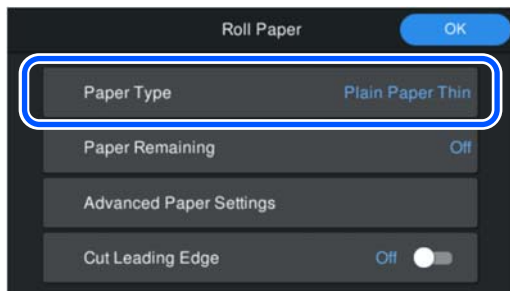 Roll Paper OK
Paper Type Plain Paper Thin
Paper Remaining Off
Advanced Paper Settings
Cut Leading Edge Off